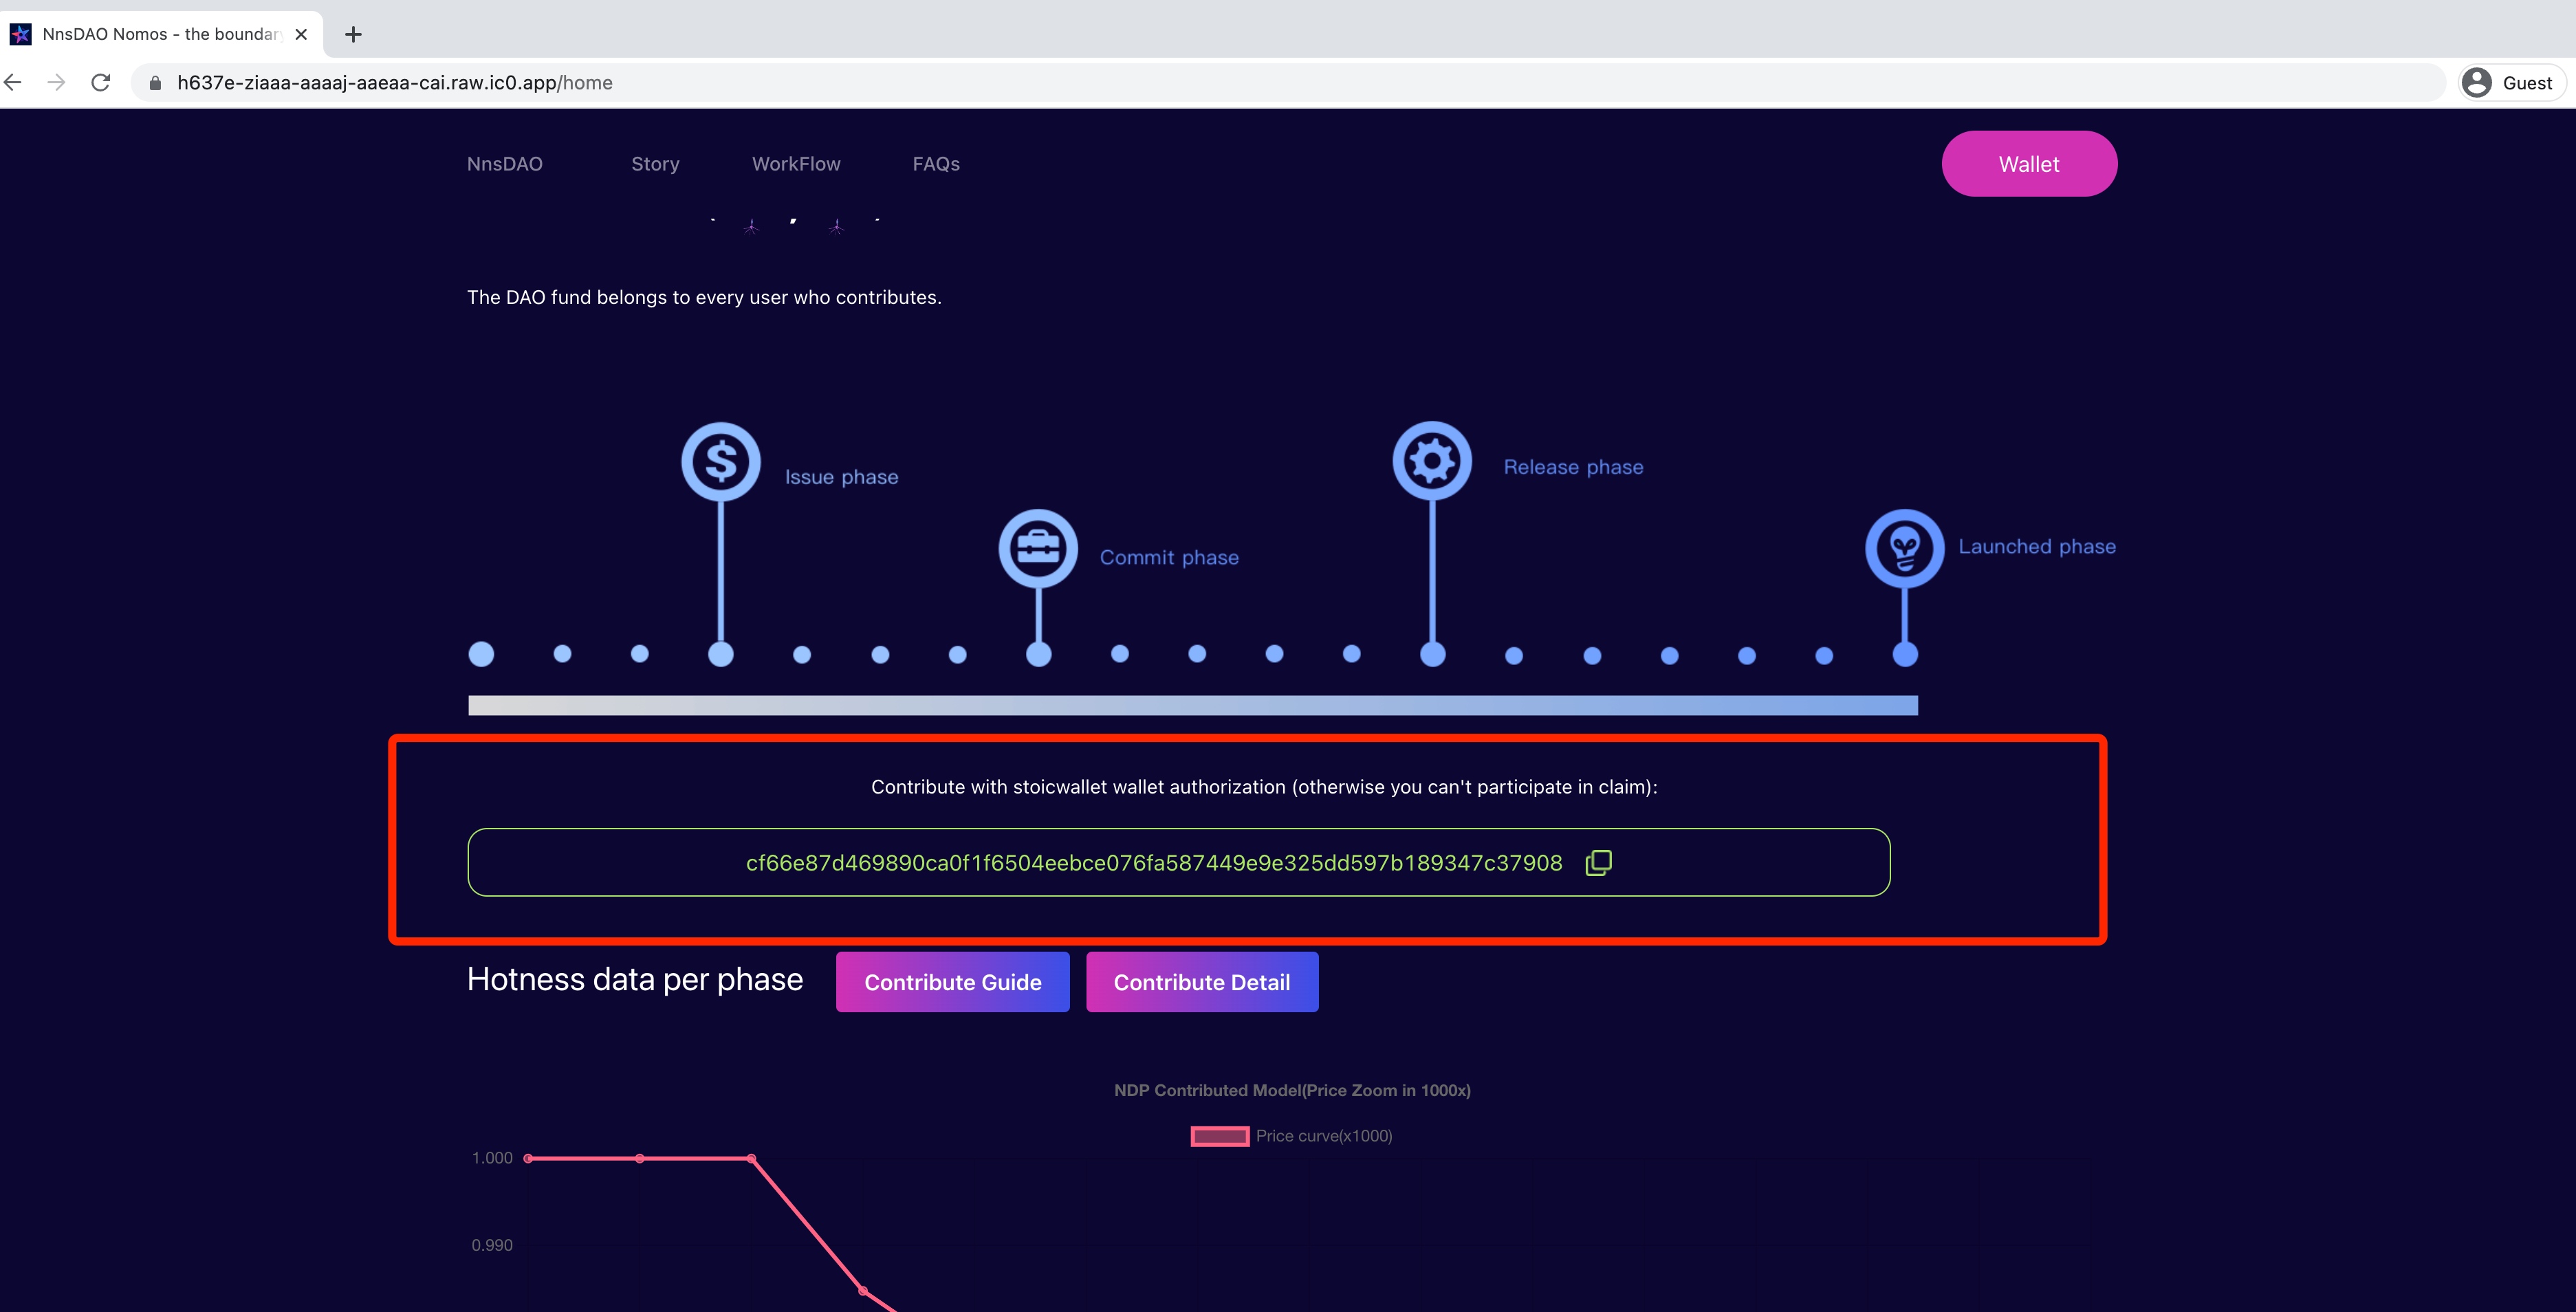 NnsDAO Nomos - the boundar
h637e-ziaaa-aaaaj-aaeaa-cai.raw.ic0.app/home
Guest
NnsDAO
Story
WorkFlow
FAQs
Wallet
The DAO fund belongs to every user who contributes.
Issue phase
Release phase
Commit phase
Launched phase
Contribute with stoicwallet wallet authorization (otherwise you can't participate in claim):
cf66e87d469890ca0f1f6504eebce076fa587449e9e325dd597b189347c37908
Hotness data per phase
Contribute Guide
Contribute Detail
NDP Contributed Model(Price Zoom in 1000x)
Price curve(x1000)
1.000
0.990